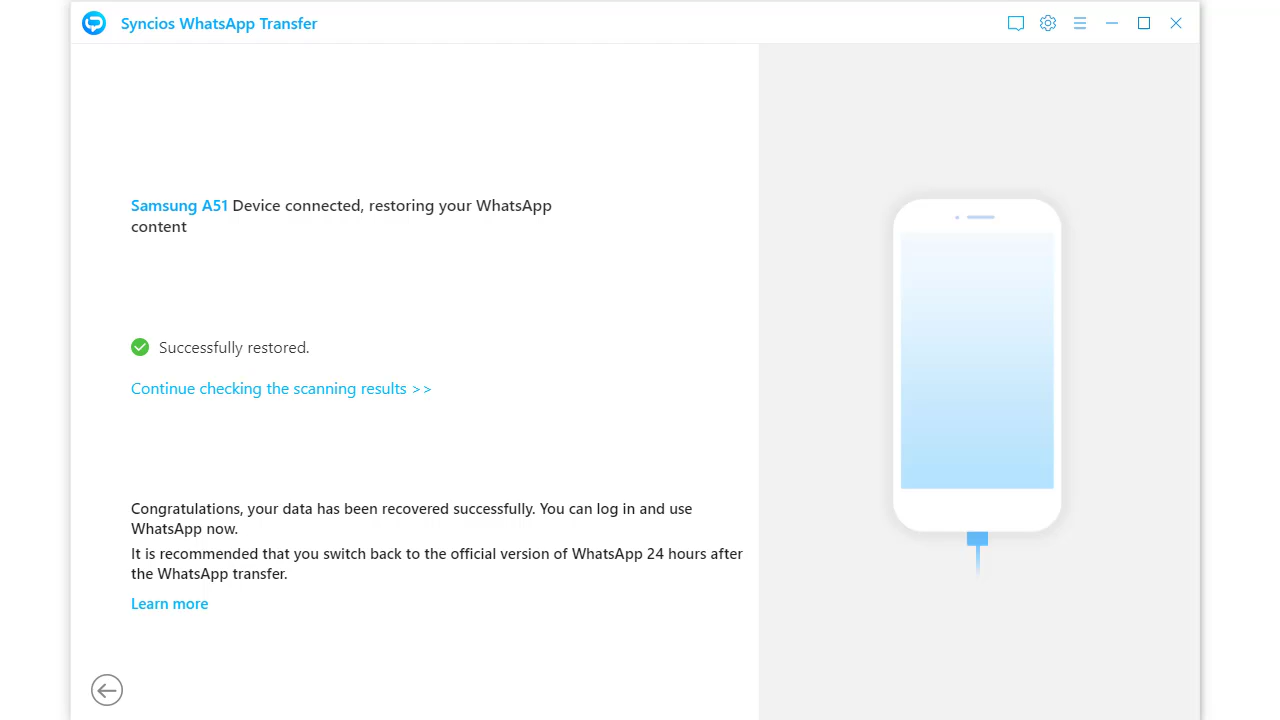 Syncios WhatsApp Transfer
Samsung A51 Device connected, restoring your WhatsApp
content
Successfully restored.
Continue checking the scanning results >>
Congratulations, your data has been recovered successfully. You can log in and use
WhatsApp now.
It is recommended that you switch back to the official version of WhatsApp 24 hours after
the WhatsApp transfer.
Learn more